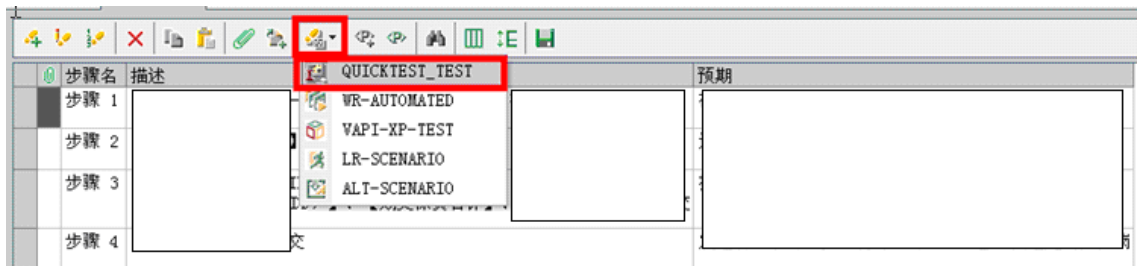 步骤名 描述 预期
QUICKTEST_TEST
步骤 1
WR-AUTOMATED
VAPI-XP-TEST
步骤 2
LR-SCENARIO
步骤 3
ALT-SCENARIO
步骤 4 交